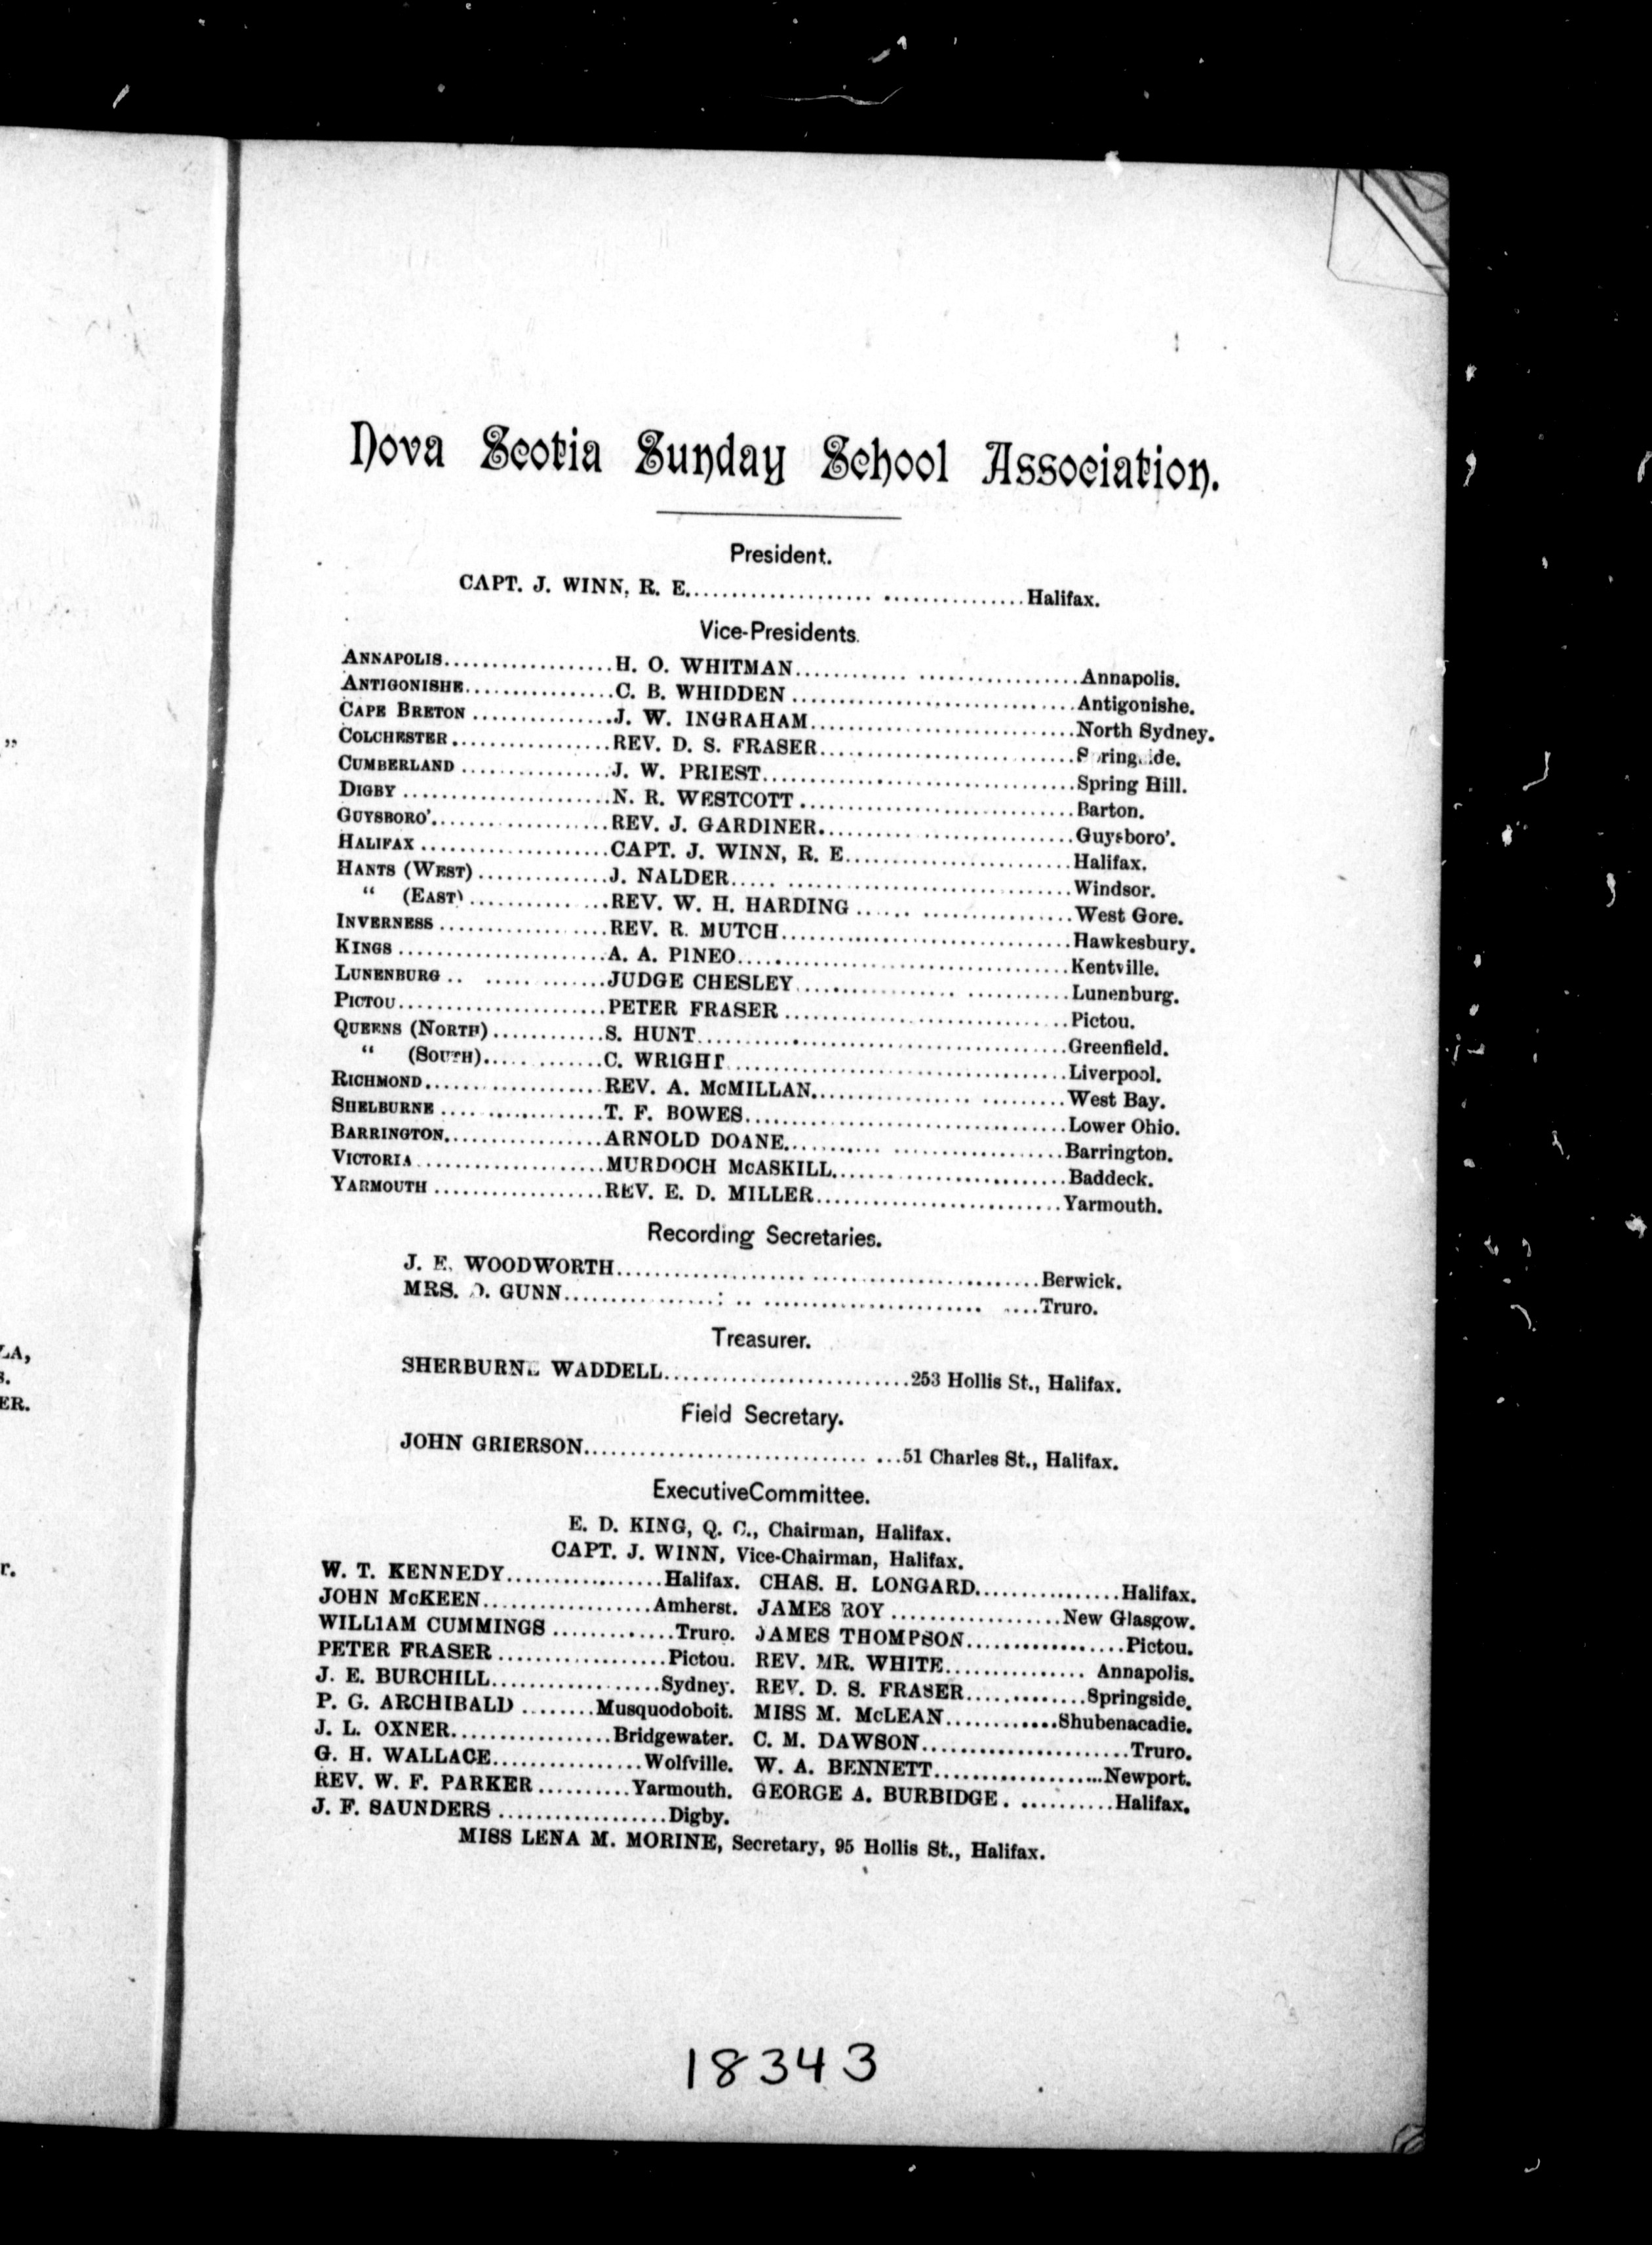 Nova Scotia Sunday School Association.
President.
CAPT. J. WINN, R. E. Halifax.
Vice-Presidents.
ANNAPOLIS H. O. WHITMAN Annapolis.
ANTIGONISHE C. B. WHIDDEN Antigonishe.
CAPE BRETON J. W. INGRAHAM North Sydney.
COLCHESTER REV. D. S. FRASER Springside.
CUMBERLAND J. W. PRIEST Spring Hill.
DIGBY N. R. WESTCOTT Barton.
GUYSBORO' REV. J. GARDINER Guysboro'.
HALIFAX CAPT. J. WINN, R. E. Halifax.
HANTS (WEST) J. NALDER Windsor.
“ (EAST) REV. W. H. HARDING West Gore.
INVERNESS REV. R. MUTCH Hawkesbury.
KINGS A. A. PINEO Kentville.
LUNENBURG JUDGE CHESLEY Lunenburg.
PICTOU PETER FRASER Pictou.
QUEENS (NORTH) S. HUNT Greenfield.
“ (SOUTH) C. WRIGHT Liverpool.
RICHMOND REV. A. McMILLAN West Bay.
SHELBURNE T. F. BOWES Lower Ohio.
BARRINGTON ARNOLD DOANE Barrington.
VICTORIA MURDOCH McASKILL Baddeck.
YARMOUTH REV. E. D. MILLER Yarmouth.
Recording Secretaries.
J. E. WOODWORTH Berwick.
MRS. GUNN Truro.
Treasurer.
SHERBURNE WADDELL 253 Hollis St., Halifax.
Field Secretary.
JOHN GRIERSON 51 Charles St., Halifax.
ExecutiveCommittee.
E. D. KING, Q. C., Chairman, Halifax.
CAPT. J. WINN, Vice-Chairman, Halifax.
W. T. KENNEDY Halifax. CHAS. H. LONGARD Halifax.
JOHN McKEEN Amherst. JAMES ROY New Glasgow.
WILLIAM CUMMINGS Truro. JAMES THOMPSON Pictou.
PETER FRASER Pictou. REV. MR. WHITE Annapolis.
J. E. BURCHILL Sydney. REV. D. S. FRASER Springside.
P. G. ARCHIBALD Musquodoboit. MISS M. McLEAN Shubenacadie.
J. L. OXNER Bridgewater. C. M. DAWSON Truro.
G. H. WALLACE Wolfville. W. A. BENNETT Newport.
REV. W. F. PARKER Yarmouth. GEORGE A. BURBIDGE Halifax.
J. F. SAUNDERS Digby.
MISS LENA M. MORINE, Secretary, 95 Hollis St., Halifax.
18343